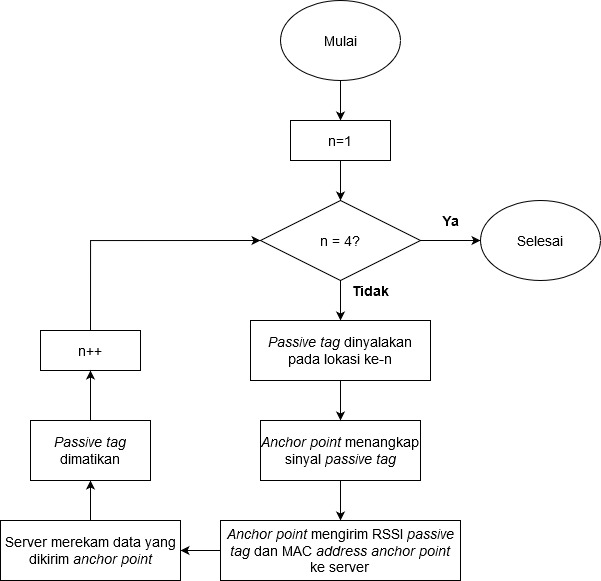 Mulai
n=1
n = 4?
Ya
Selesai
Tidak
Passive tag dinyalakan
pada lokasi ke-n
Anchor point menangkap
sinyal passive tag
Anchor point mengirim RSSI passive
tag dan MAC address anchor point
ke server
Server merekam data yang
dikirim anchor point
Passive tag
dimatikan
n++